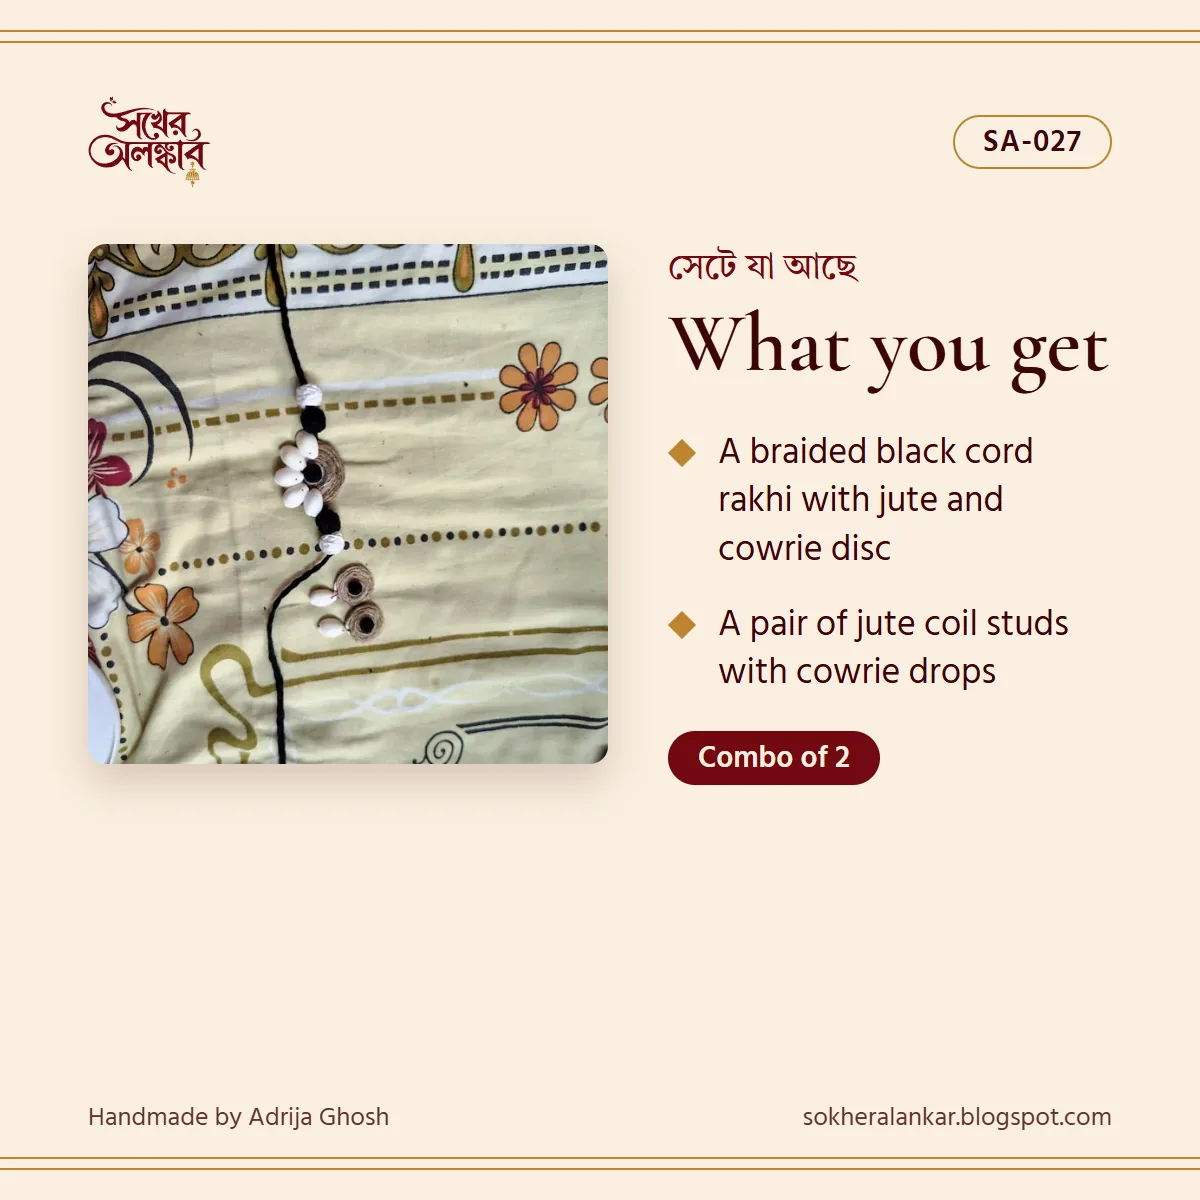 সখের
অলঙ্কার
SA-027
সেটে যা আছে
What you get
A braided black cord
rakhi with jute and
cowrie disc
A pair of jute coil studs
with cowrie drops
Combo of 2
Handmade by Adrija Ghosh
sokheralankar.blogspot.com